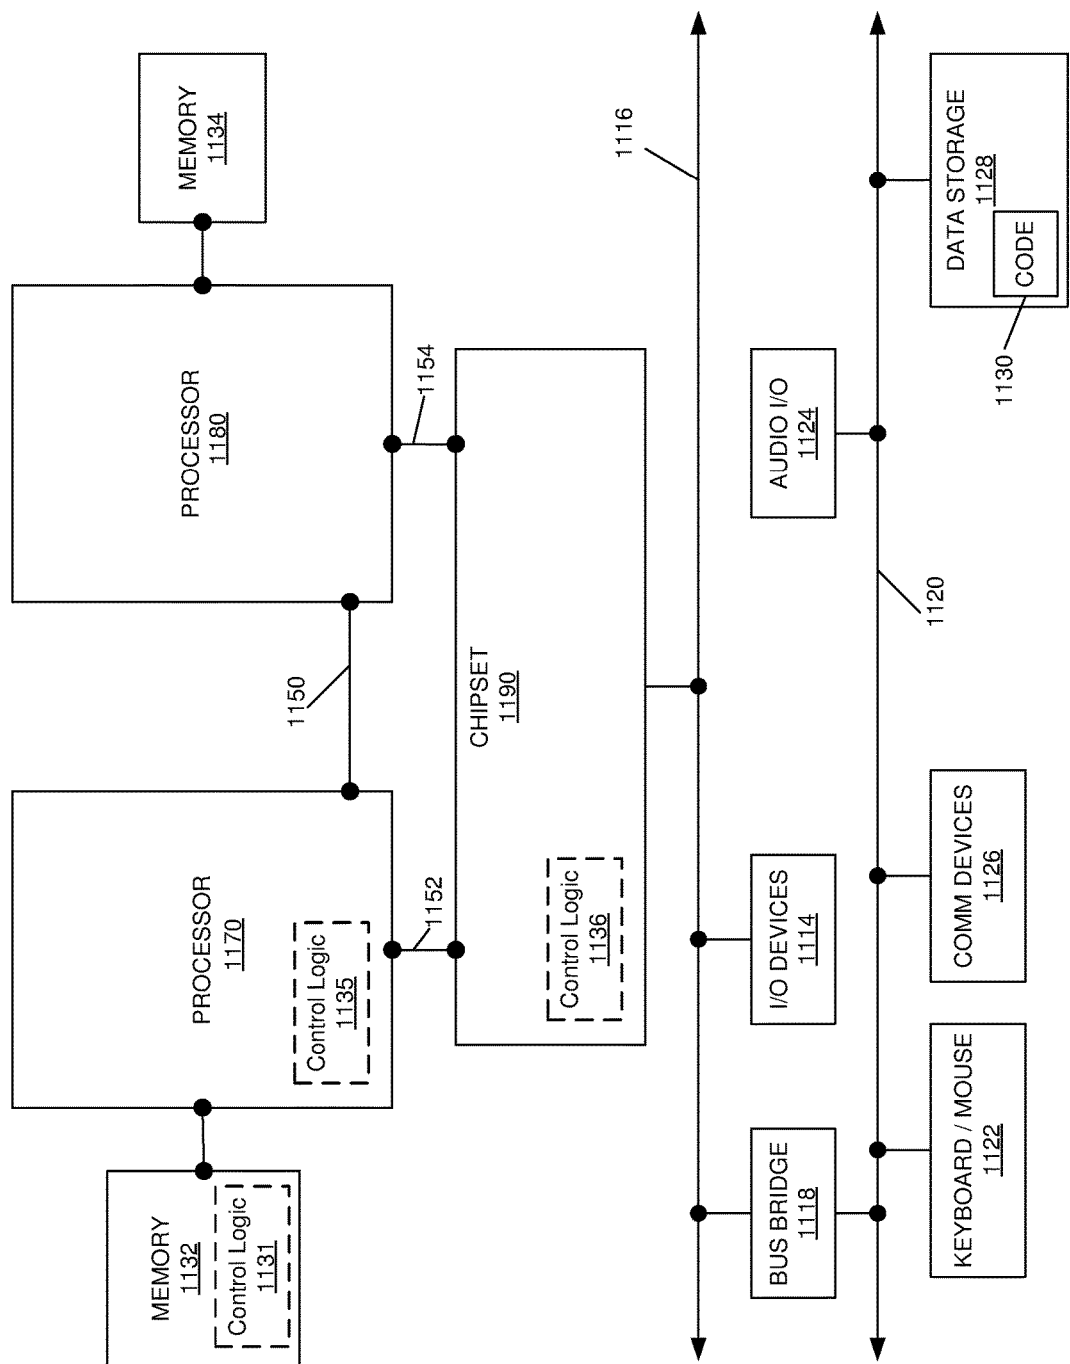 MEMORY
1132
Control Logic
1131
PROCESSOR
1170
Control Logic
1135
1150
PROCESSOR
1180
MEMORY
1134
1152
1154
CHIPSET
1190
Control Logic
1136
1116
BUS BRIDGE
1118
I/O DEVICES
1114
AUDIO I/O
1124
1120
KEYBOARD / MOUSE
1122
COMM DEVICES
1126
DATA STORAGE
1128
CODE
1130